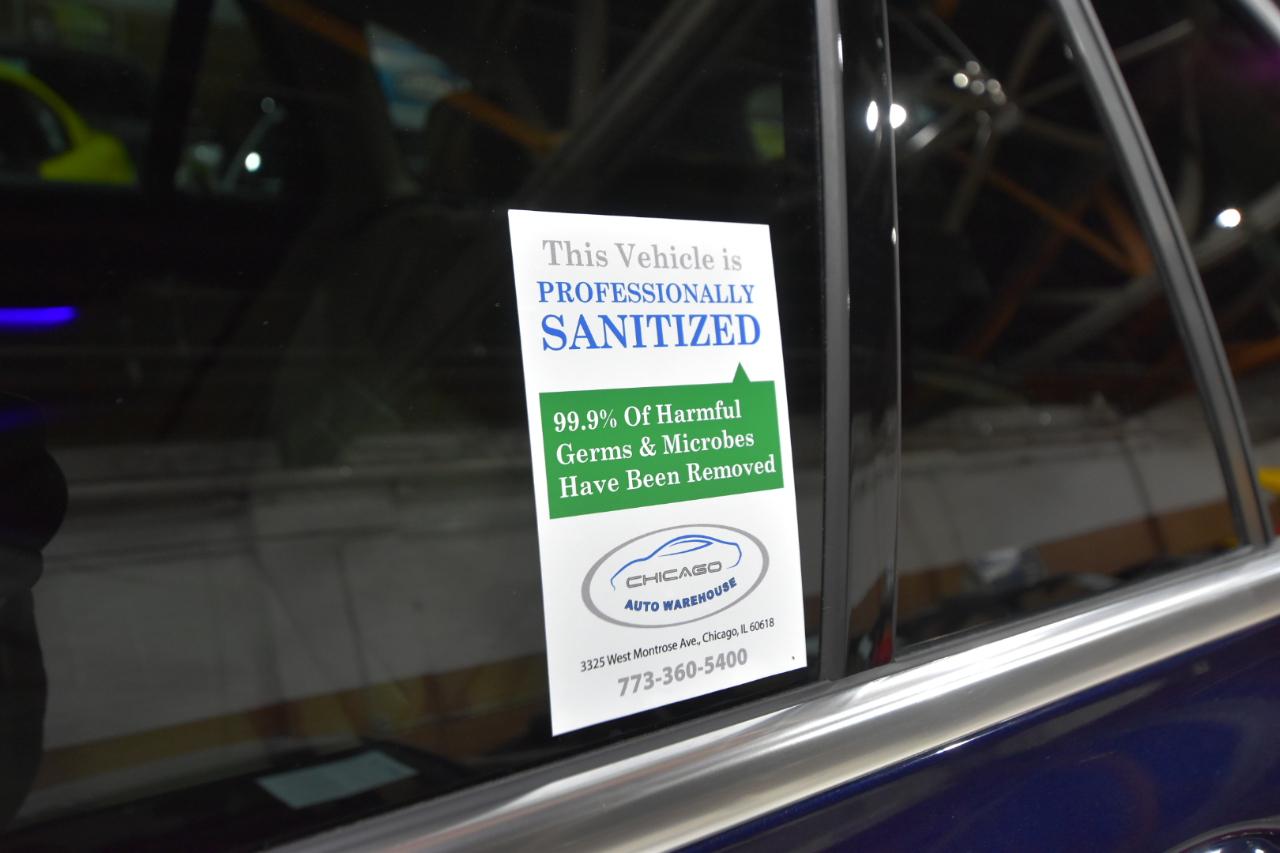 This Vehicle is
PROFESSIONALLY
SANITIZED
99.9% Of Harmful
Germs & Microbes
Have Been Removed
CHICAGO
AUTO WAREHOUSE
3325 West Montrose Ave., Chicago, IL 60618
773-360-5400